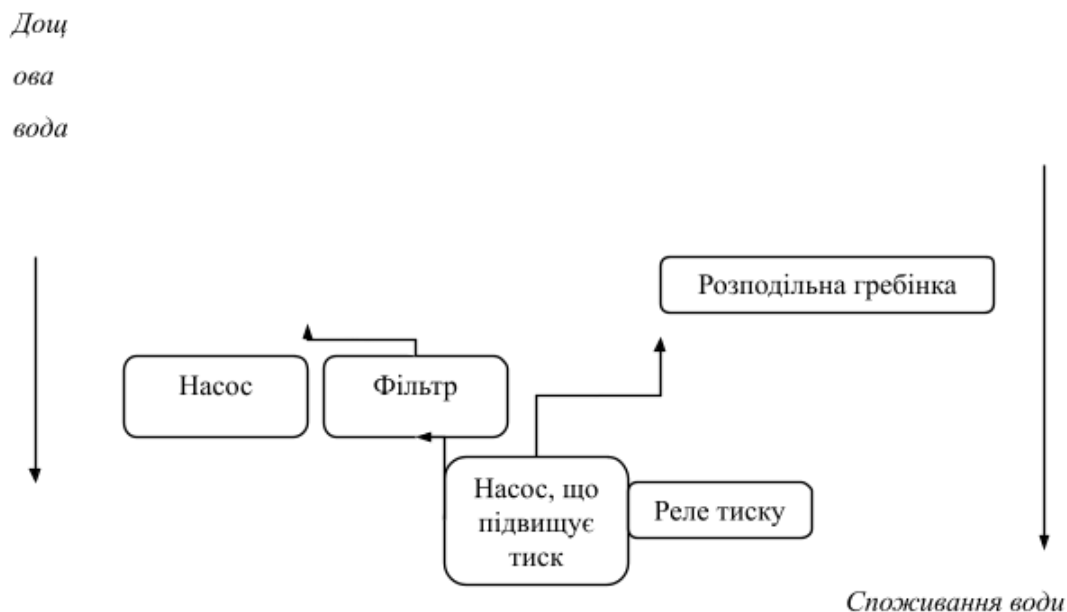 Дощ
ова
вода
Розподільна гребінка
Насос
Фільтр
Насос, що
підвищує
тиск
Реле тиску
Споживання води